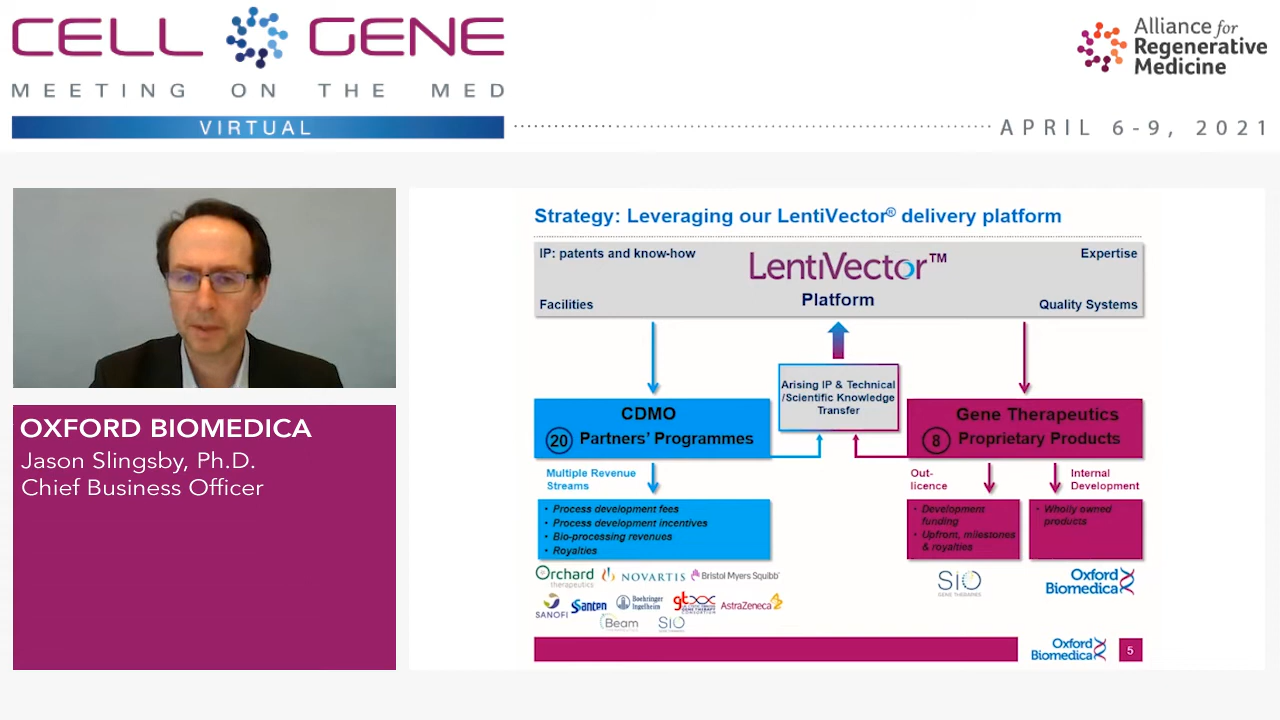 CELL GENE
MEETING ON THE MED
VIRTUAL
APRIL 6-9, 2021
Alliance for
Regenerative
Medicine
OXFORD BIOMEDICA
Jason Slingsby, Ph.D.
Chief Business Officer
Strategy: Leveraging our LentiVector® delivery platform
IP: patents and know-how
LentiVector™
Expertise
Facilities
Platform
Quality Systems
Arising IP & Technical
/Scientific Knowledge
Transfer
CDMO
20 Partners' Programmes
Gene Therapeutics
8 Proprietary Products
Multiple Revenue
Streams
Out-
licence
Internal
Development
• Process development fees
• Process development incentives
• Bio-processing revenues
• Royalties
• Development
funding
• Upfront, milestones
& royalties
• Wholly owned
products
Orchard
therapeutics
NOVARTIS
Bristol Myers Squibb
SANOFI
Santen
Boehringer
Ingelheim
AstraZeneca
Beam
SIO
SIO
GENE THERAPIES
Oxford
Biomedica
Oxford
Biomedica
5